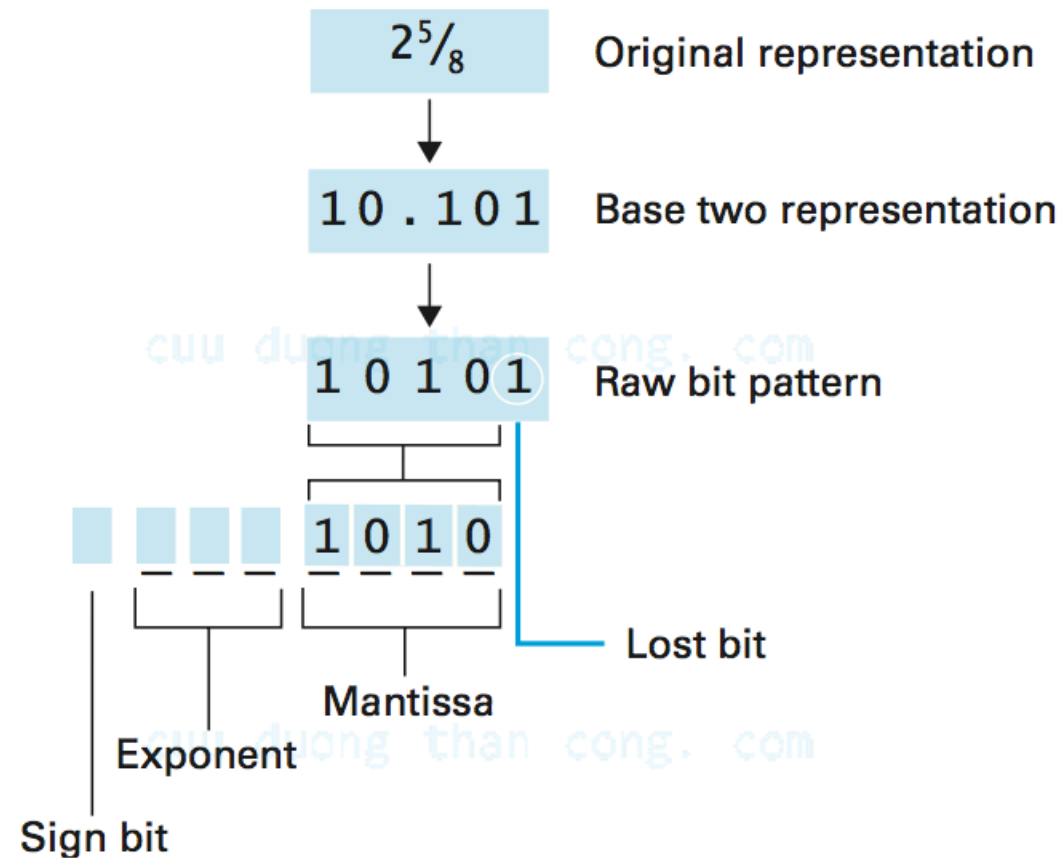 2⁵⁄₈ Original representation
10.101 Base two representation
cuu duong than cong. com
10101 Raw bit pattern
1010
Lost bit
Mantissa
cuu duong than cong. com
Exponent
Sign bit